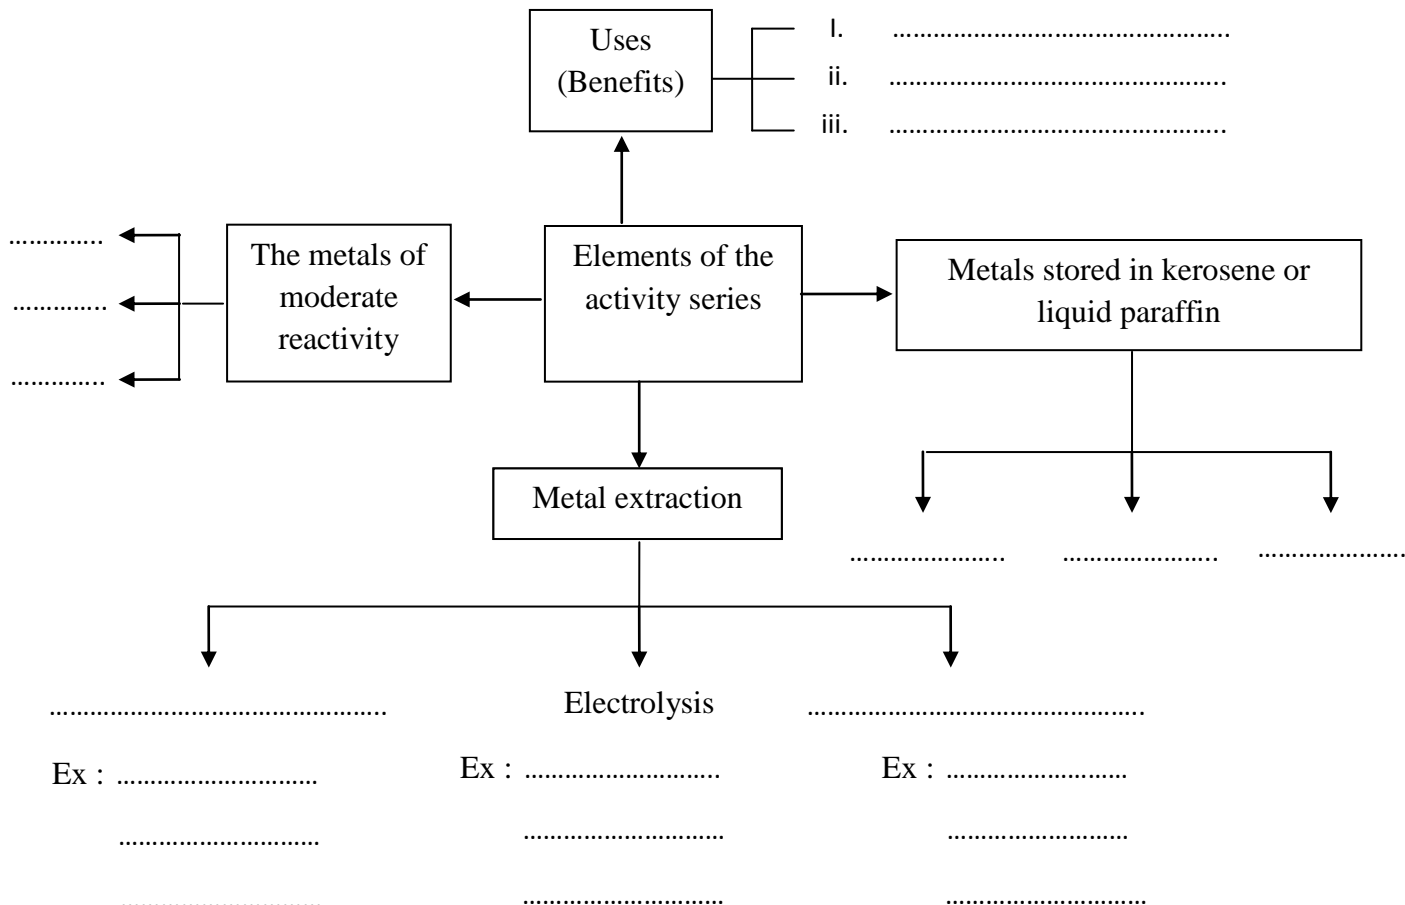 Uses
(Benefits)
I. ………………………………………….
ii. ………………………………………….
iii. ………………………………………….
…………..
…………..
…………..
The metals of
moderate
reactivity
Elements of the
activity series
Metals stored in kerosene or
liquid paraffin
Metal extraction
………………….. ………………….. ………………….
………………………………………….. Electrolysis …………………………………………..
Ex : ………………………… Ex : ……………………….. Ex : ………………………
………………………… ………………………… ………………………
………………………… ………………………… …………………………